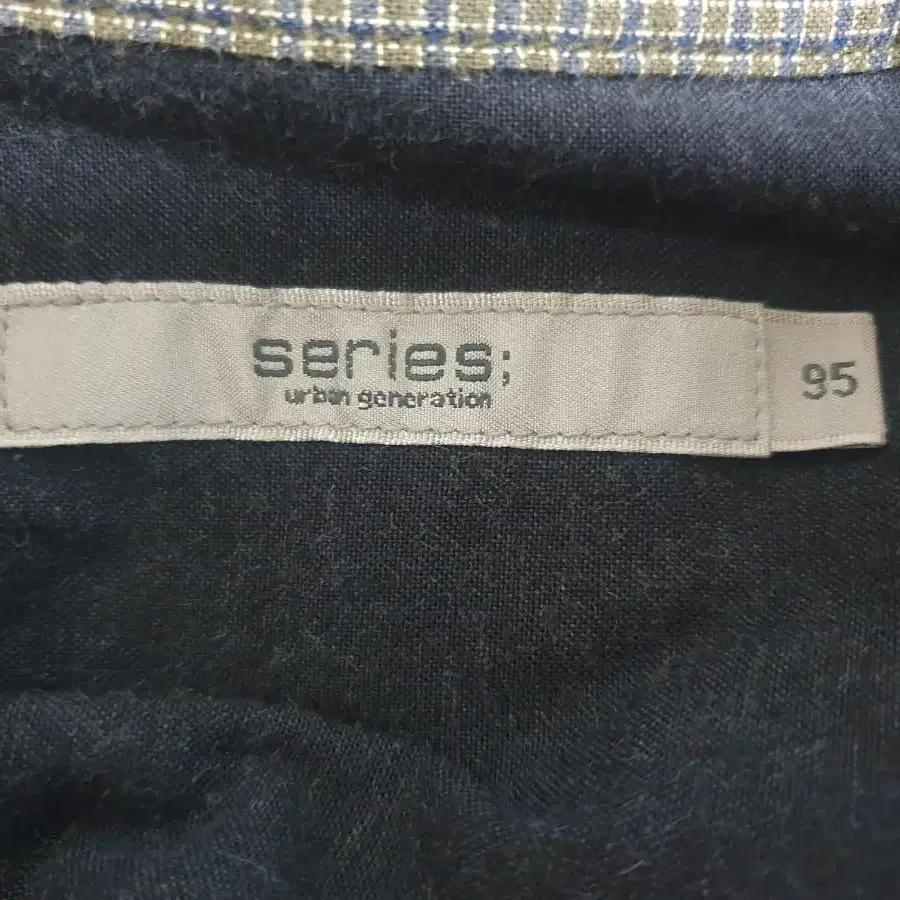 series;
urban generation
95